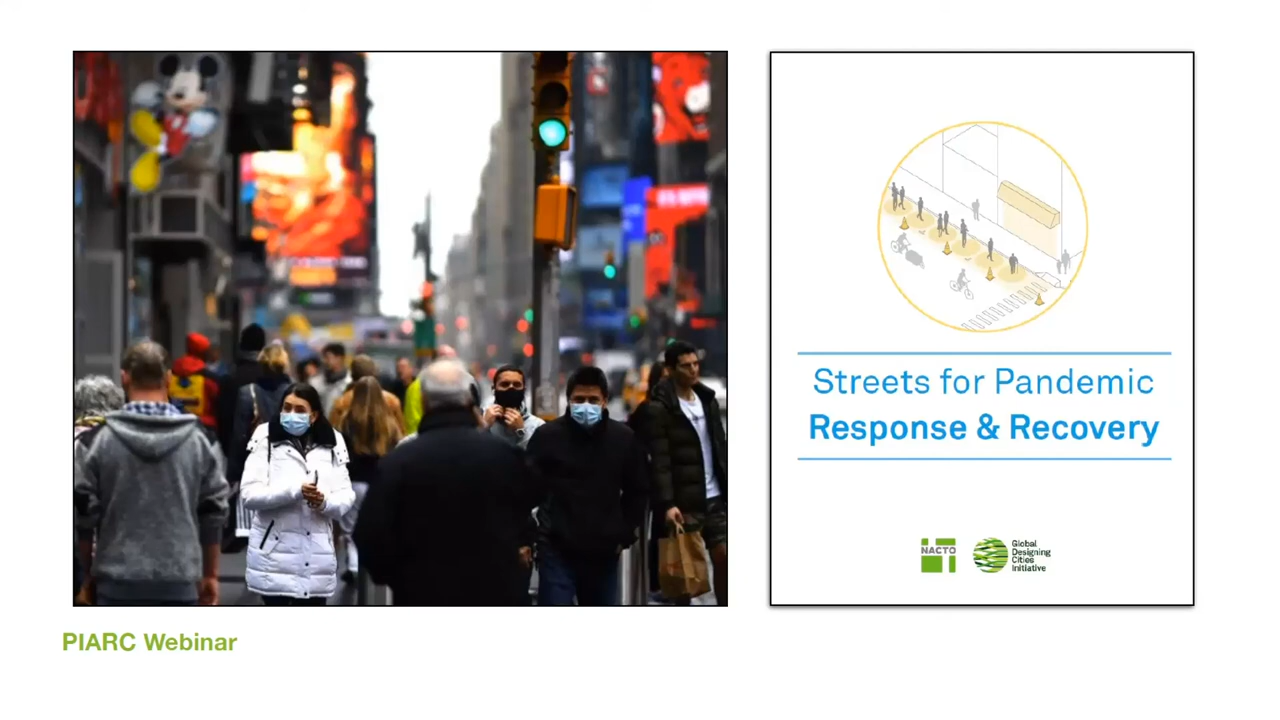 Streets for Pandemic
Response & Recovery
NACTO
Global
Designing
Cities
Initiative
PIARC Webinar